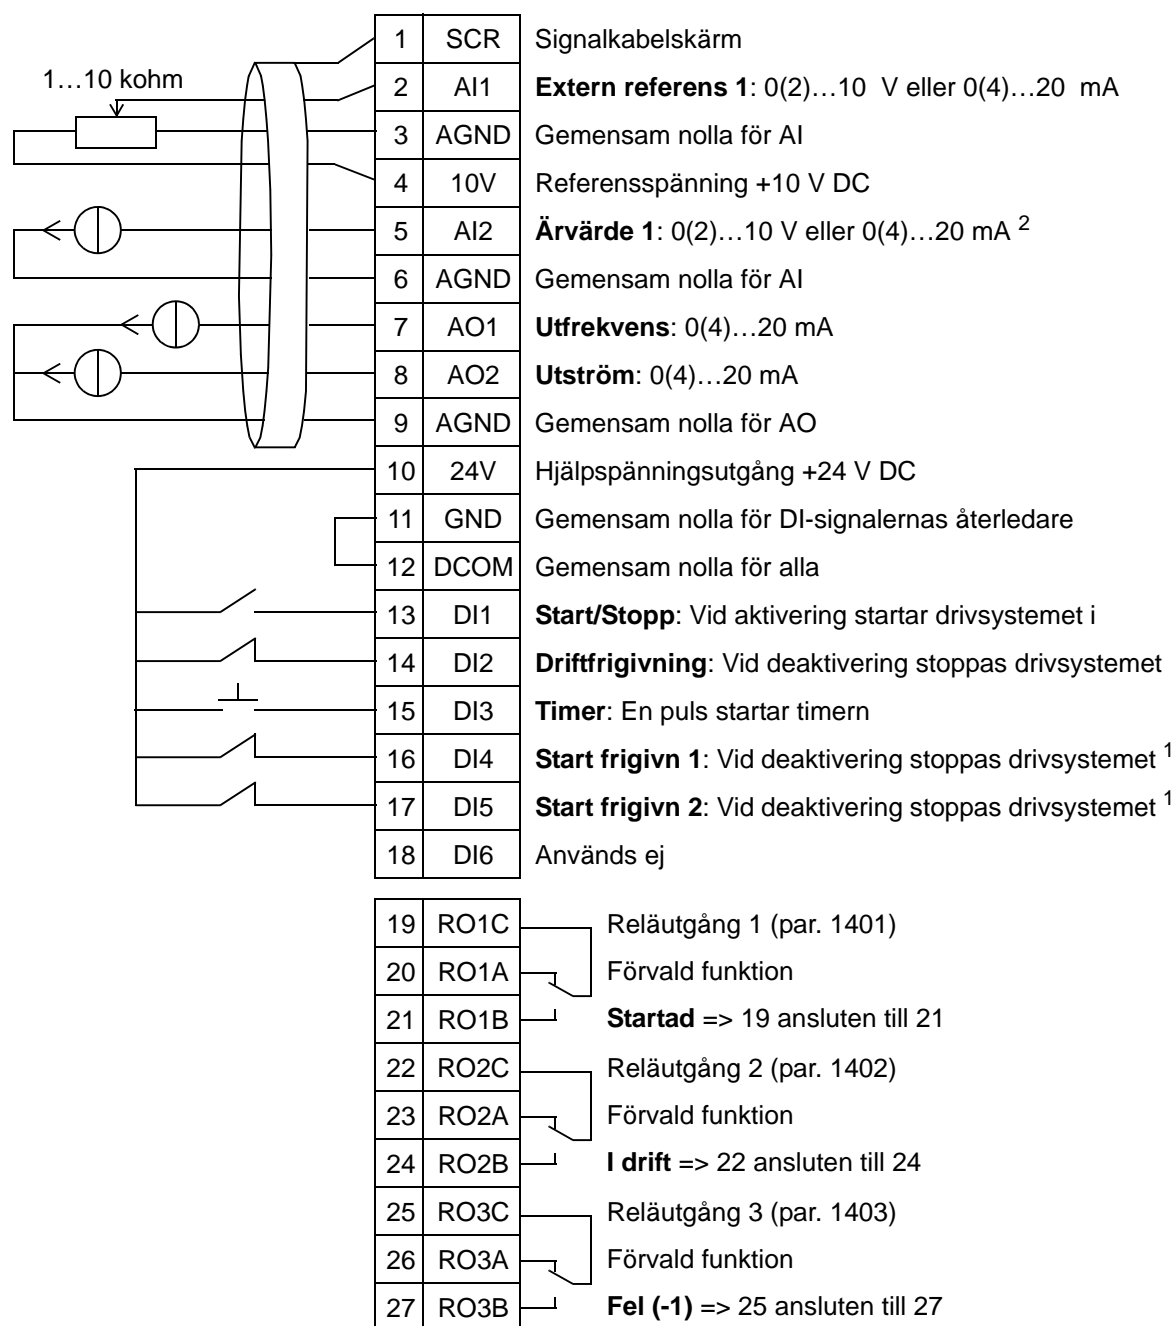 1 SCR Signalkabelskärm
1…10 kohm
2 AI1 Extern referens 1: 0(2)…10 V eller 0(4)…20 mA
3 AGND Gemensam nolla för AI
4 10V Referensspänning +10 V DC
5 AI2 Ärvärde 1: 0(2)…10 V eller 0(4)…20 mA 2
6 AGND Gemensam nolla för AI
7 AO1 Utfrekvens: 0(4)…20 mA
8 AO2 Utström: 0(4)…20 mA
9 AGND Gemensam nolla för AO
10 24V Hjälpspänningsutgång +24 V DC
11 GND Gemensam nolla för DI-signalernas återledare
12 DCOM Gemensam nolla för alla
13 DI1 Start/Stopp: Vid aktivering startar drivsystemet i
14 DI2 Driftfrigivning: Vid deaktivering stoppas drivsystemet
15 DI3 Timer: En puls startar timern
16 DI4 Start frigivn 1: Vid deaktivering stoppas drivsystemet 1
17 DI5 Start frigivn 2: Vid deaktivering stoppas drivsystemet 1
18 DI6 Används ej
19 RO1C Reläutgång 1 (par. 1401)
20 RO1A Förvald funktion
21 RO1B Startad => 19 ansluten till 21
22 RO2C Reläutgång 2 (par. 1402)
23 RO2A Förvald funktion
24 RO2B I drift => 22 ansluten till 24
25 RO3C Reläutgång 3 (par. 1403)
26 RO3A Förvald funktion
27 RO3B Fel (-1) => 25 ansluten till 27